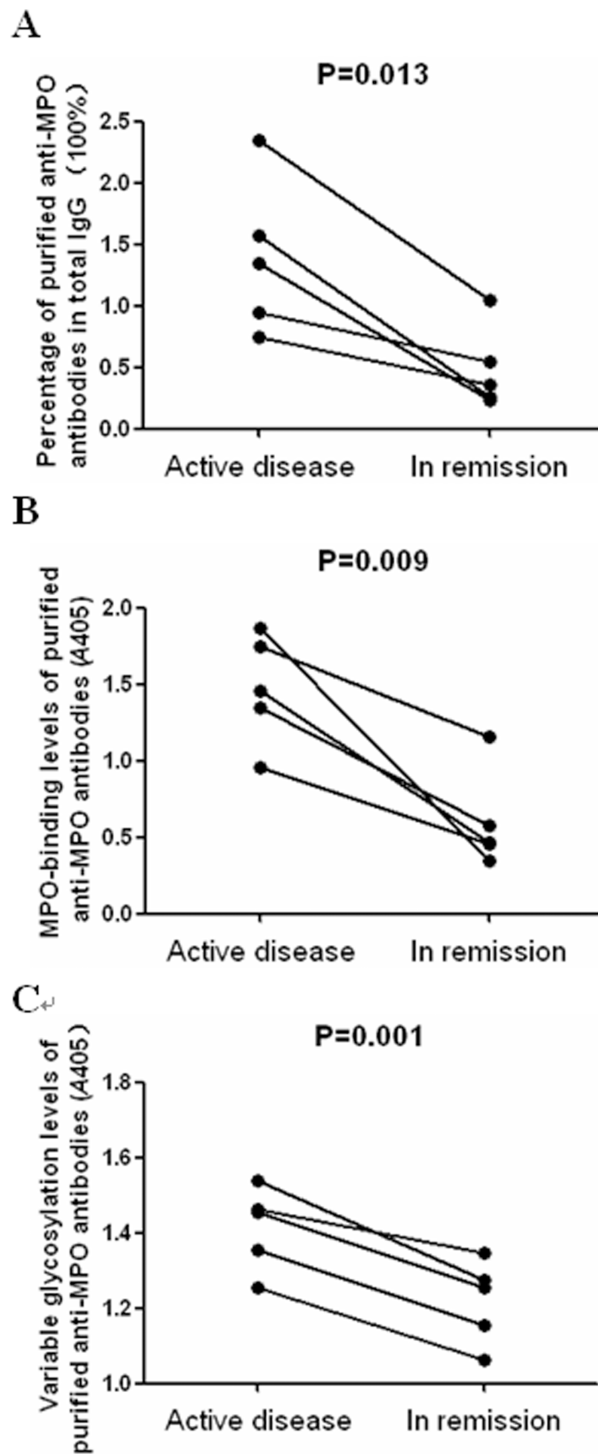 A
P=0.013
Percentage of purified anti-MPO
antibodies in total IgG (100%)
2.5
2.0
1.5
1.0
0.5
0.0
Active disease In remission
B
P=0.009
MPO-binding levels of purified
anti-MPO antibodies (A405)
2.0
1.5
1.0
0.5
0.0
Active disease In remission
C↵
P=0.001
Variable glycosylation levels of
purified anti-MPO antibodies (A405)
1.8
1.6
1.4
1.2
1.0
Active disease In remission